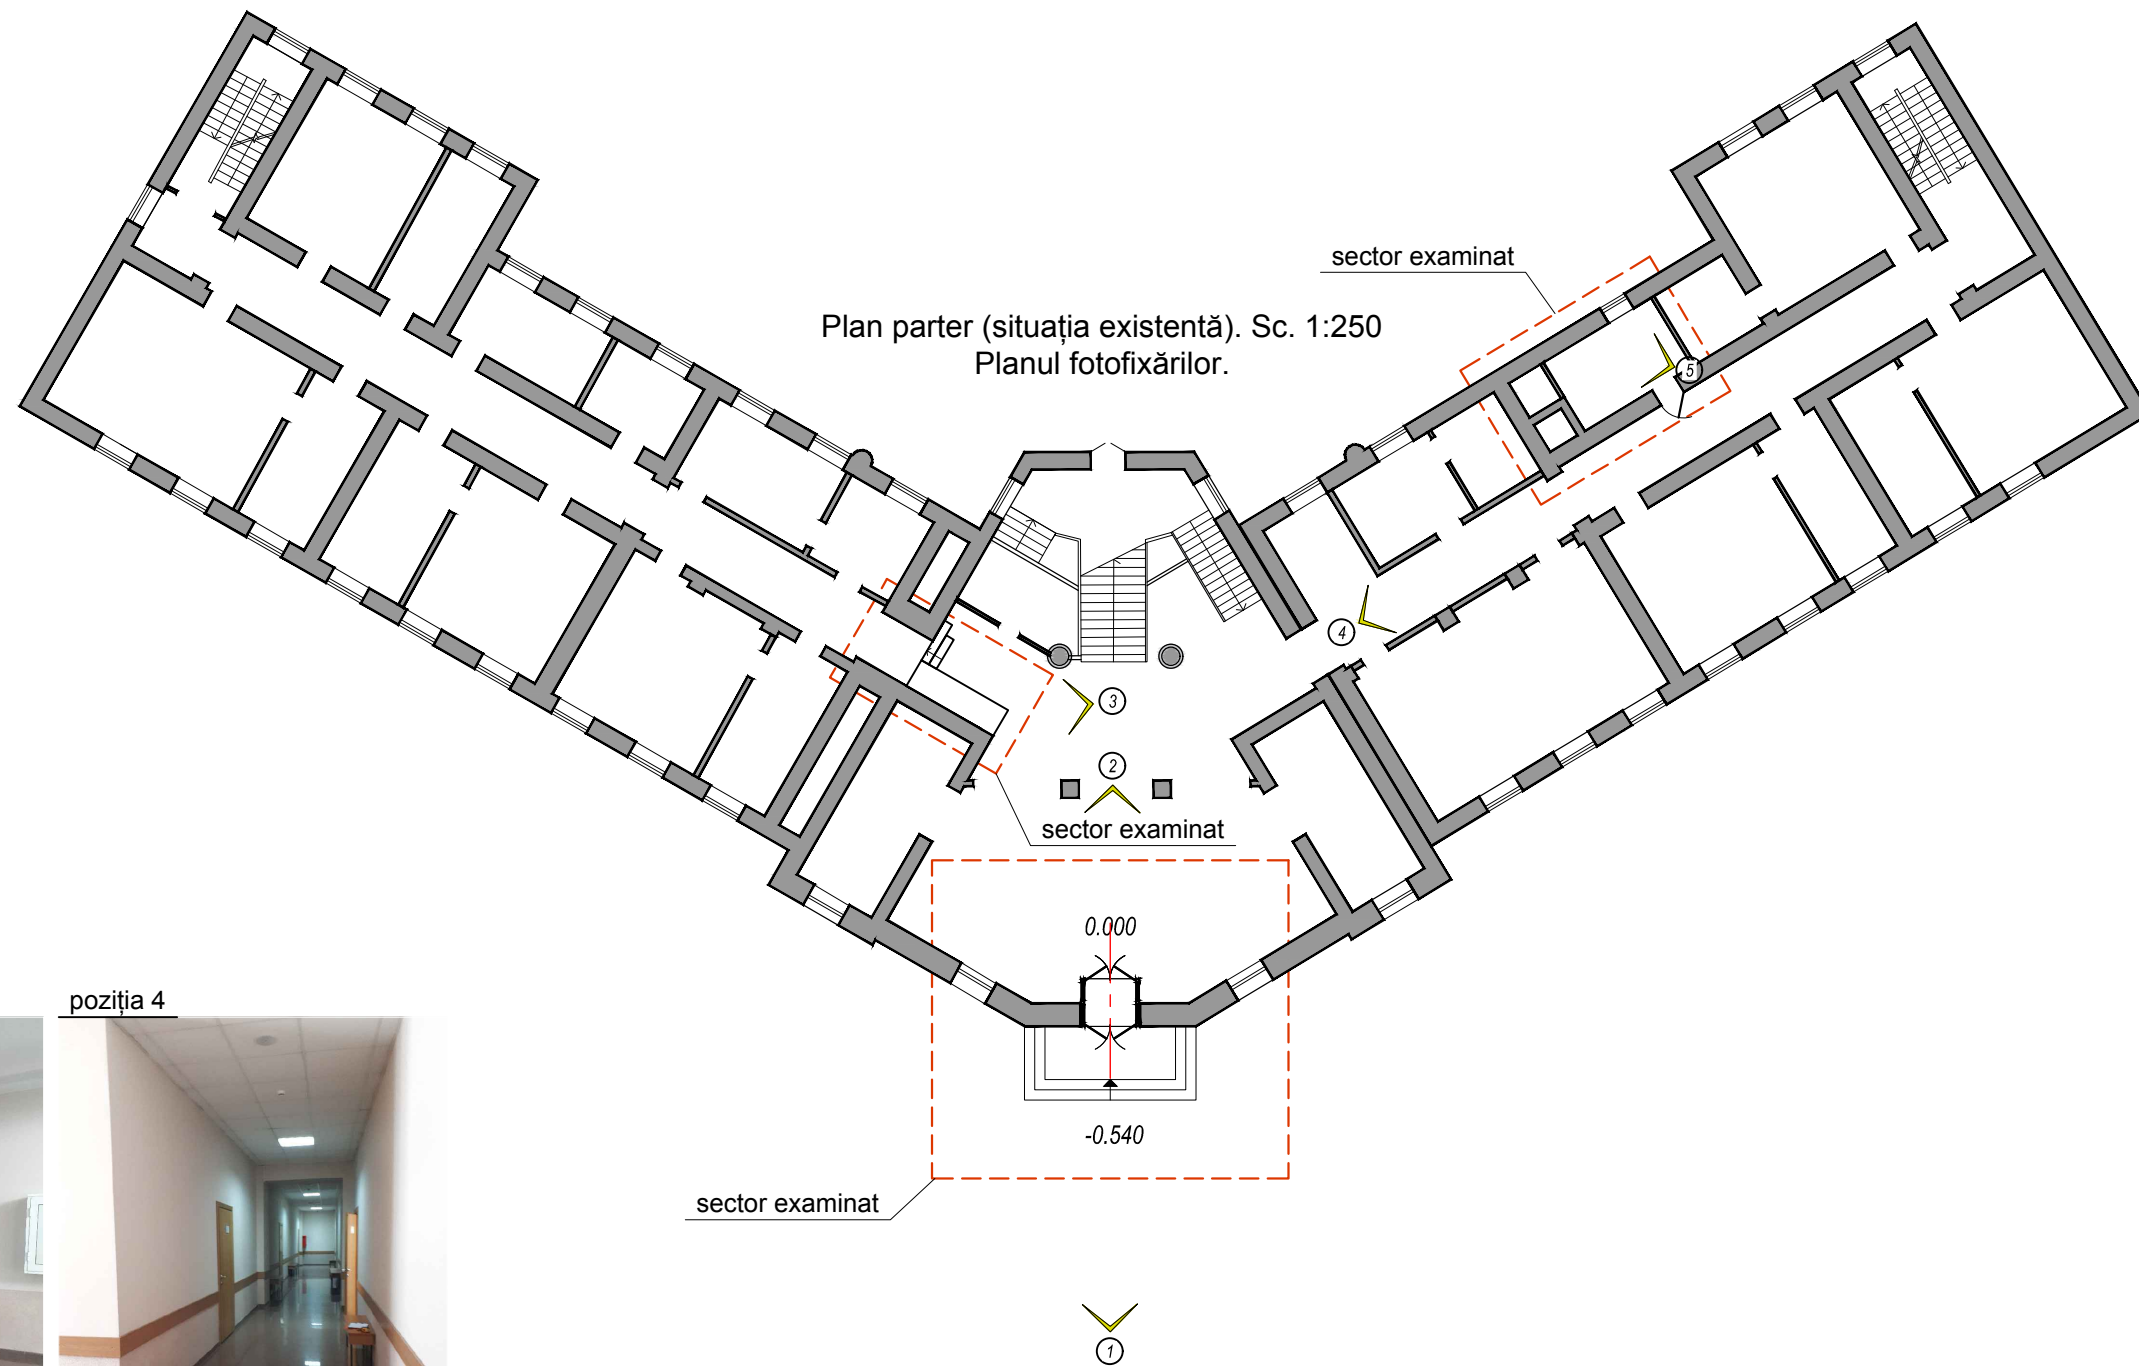 sector examinat
Plan parter (situația existentă). Sc. 1:250
Planul fotofixărilor.
5
4
3
2
sector examinat
0.000
poziția 4
-0.540
sector examinat
1